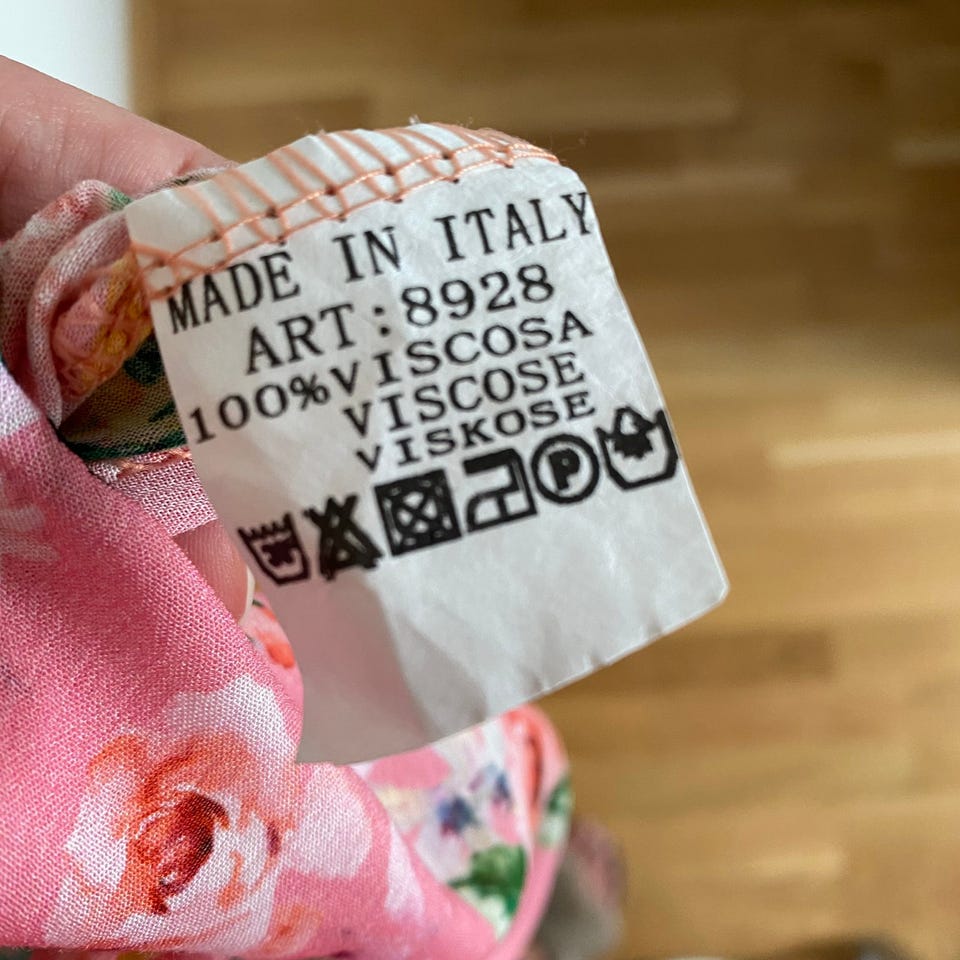 MADE IN ITALY
ART:8928
100%VISCOSA
VISCOSE
VISKOSE
P